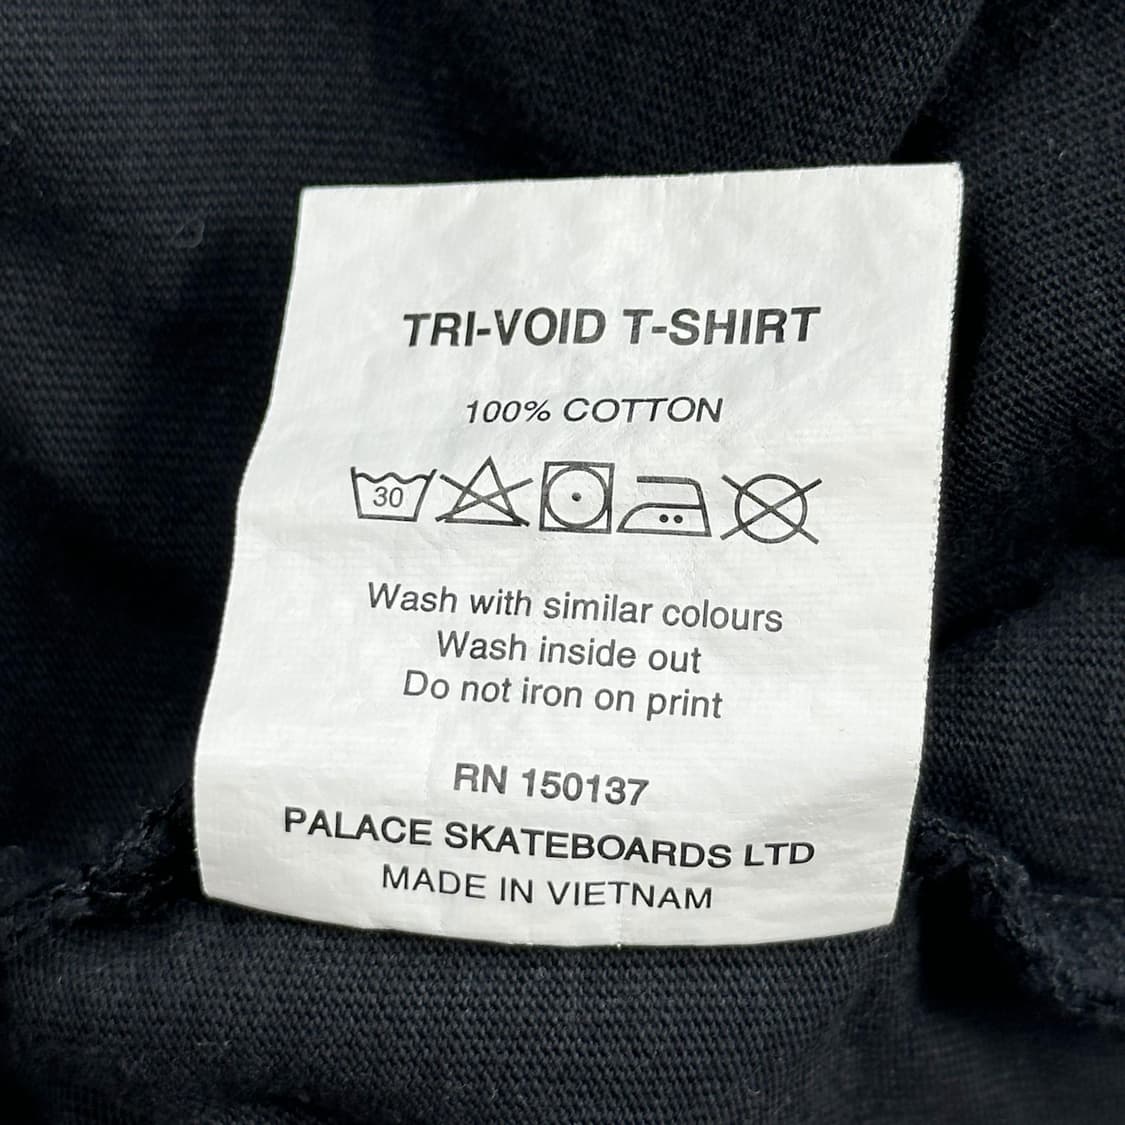 TRI-VOID T-SHIRT
100% COTTON
30
Wash with similar colours
Wash inside out
Do not iron on print
RN 150137
PALACE SKATEBOARDS LTD
MADE IN VIETNAM